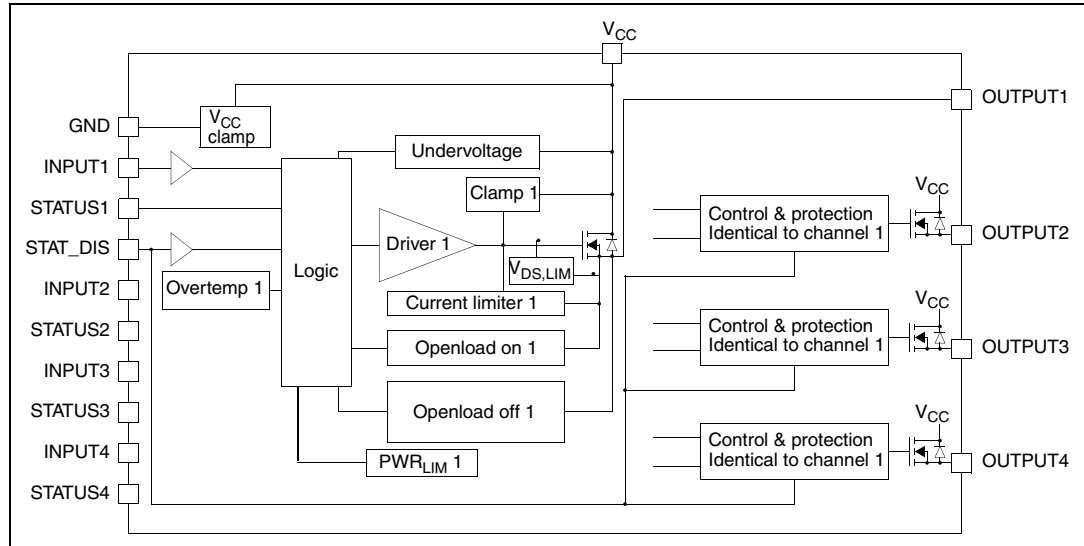 VCC
GND
INPUT1
STATUS1
STAT_DIS
INPUT2
STATUS2
INPUT3
STATUS3
INPUT4
STATUS4
VCC
clamp
Overtemp 1
Logic
Undervoltage
Clamp 1
Driver 1
VDS,LIM
Current limiter 1
Openload on 1
Openload off 1
PWRLIM 1
Control & protection
Identical to channel 1
VCC
Control & protection
Identical to channel 1
VCC
Control & protection
Identical to channel 1
VCC
OUTPUT1
OUTPUT2
OUTPUT3
OUTPUT4